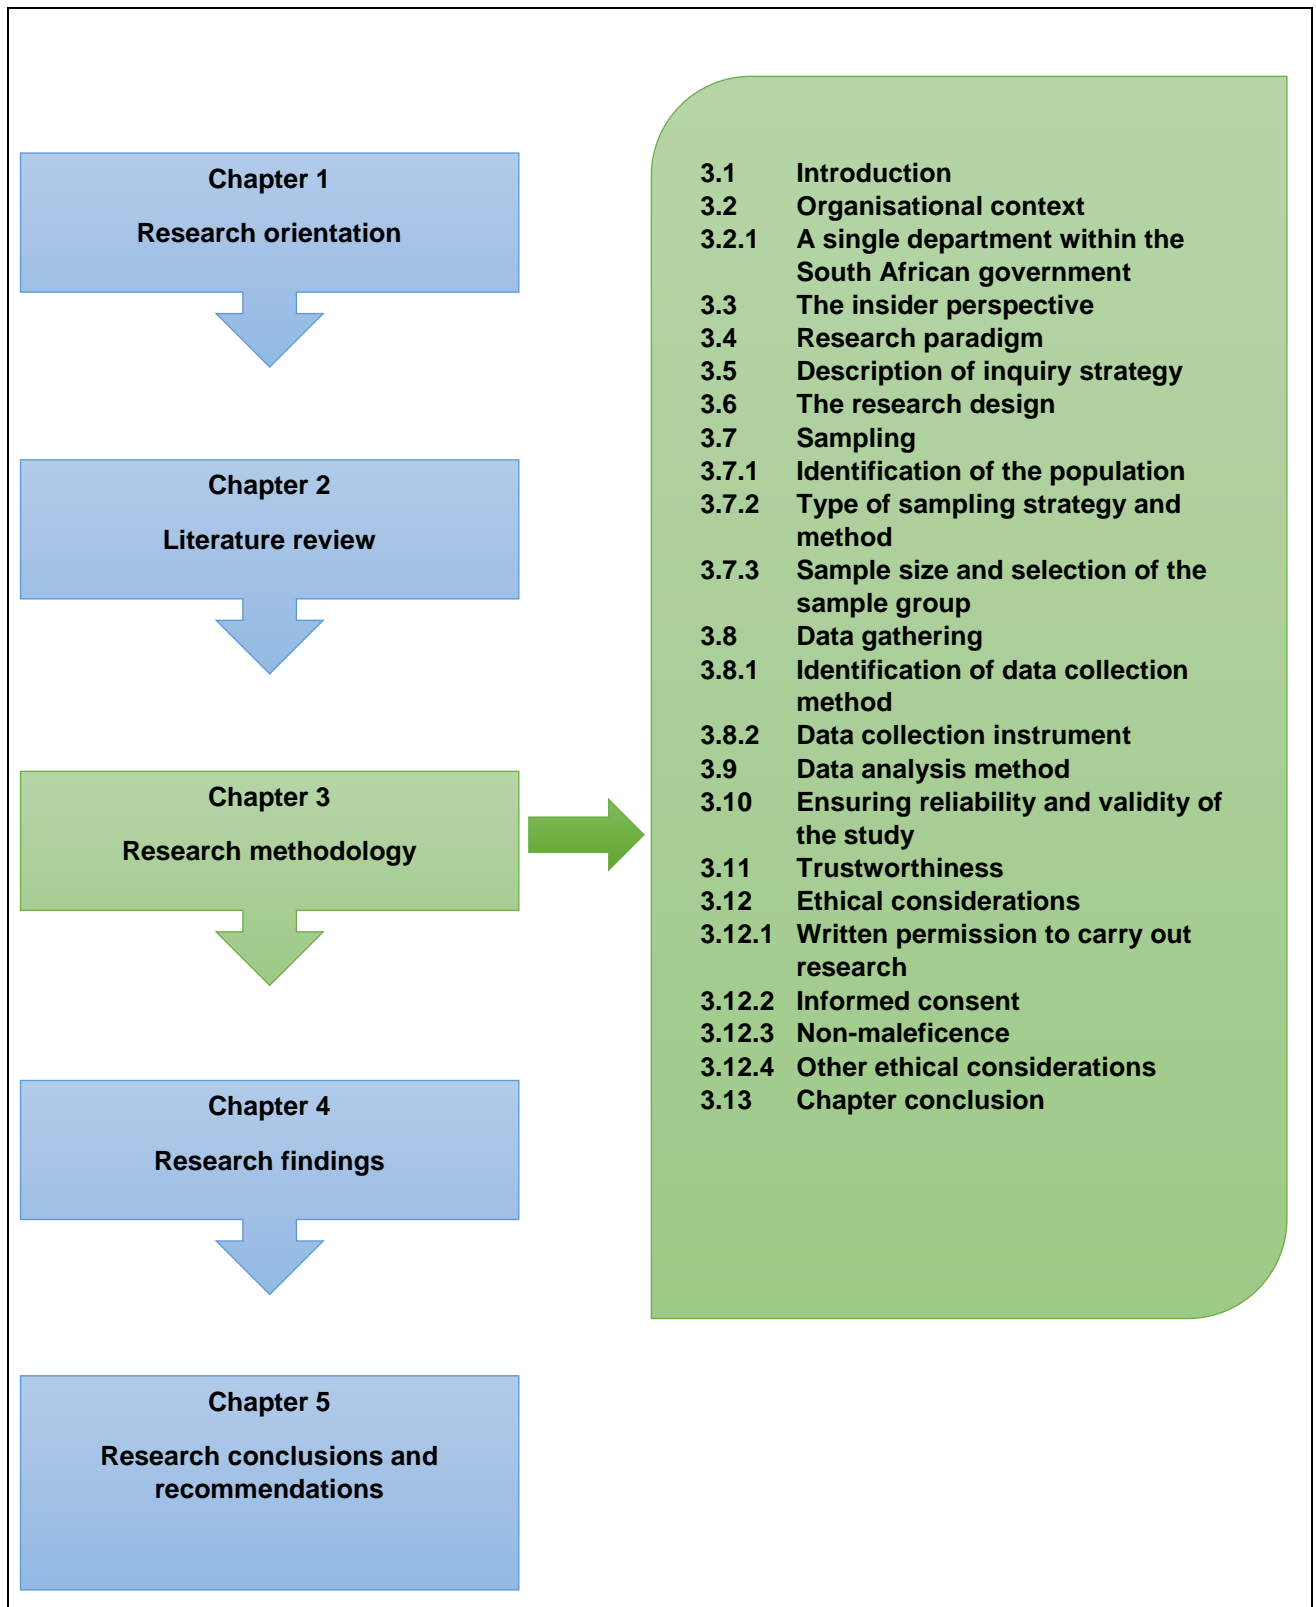 Chapter 1
Research orientation
Chapter 2
Literature review
Chapter 3
Research methodology
Chapter 4
Research findings
Chapter 5
Research conclusions and
recommendations
3.1 Introduction
3.2 Organisational context
3.2.1 A single department within the
South African government
3.3 The insider perspective
3.4 Research paradigm
3.5 Description of inquiry strategy
3.6 The research design
3.7 Sampling
3.7.1 Identification of the population
3.7.2 Type of sampling strategy and
method
3.7.3 Sample size and selection of the
sample group
3.8 Data gathering
3.8.1 Identification of data collection
method
3.8.2 Data collection instrument
3.9 Data analysis method
3.10 Ensuring reliability and validity of
the study
3.11 Trustworthiness
3.12 Ethical considerations
3.12.1 Written permission to carry out
research
3.12.2 Informed consent
3.12.3 Non-maleficence
3.12.4 Other ethical considerations
3.13 Chapter conclusion